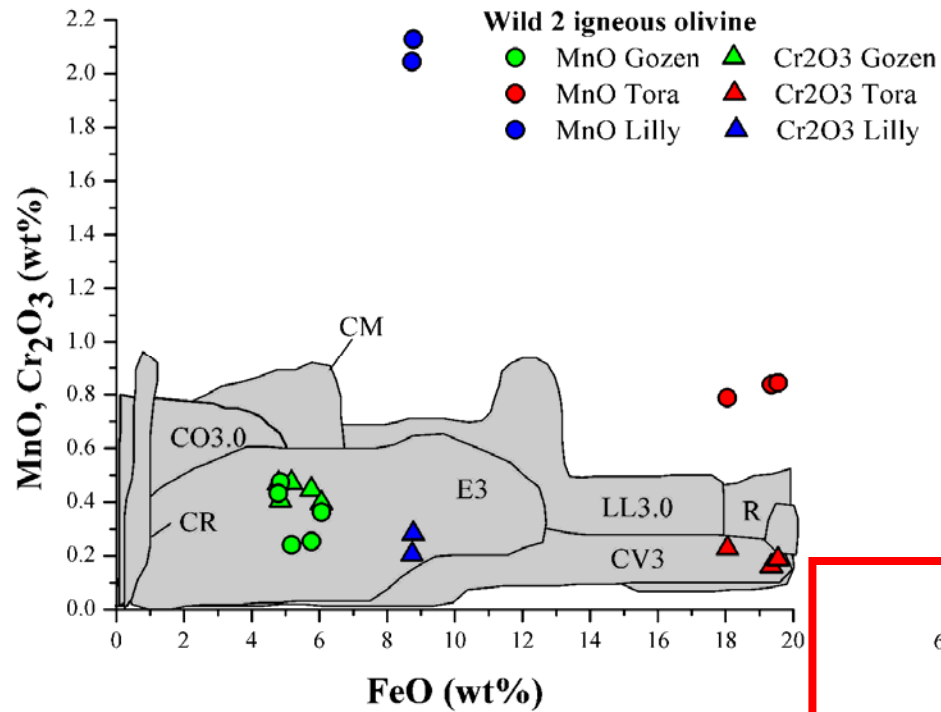 Wild 2 igneous olivine
MnO Gozen Cr2O3 Gozen
MnO Tora Cr2O3 Tora
MnO Lilly Cr2O3 Lilly
MnO, Cr₂O₃ (wt%)
2.2
2.0
2.2
1.8
1.6
1.4
1.2
1.0
0.8
0.6
0.4
0.2
0.0
CM
CO3.0
CR
E3
LL3.0
R
CV3
0 2 4 6 8 10 12 14 16 18 20
FeO (wt%)
6